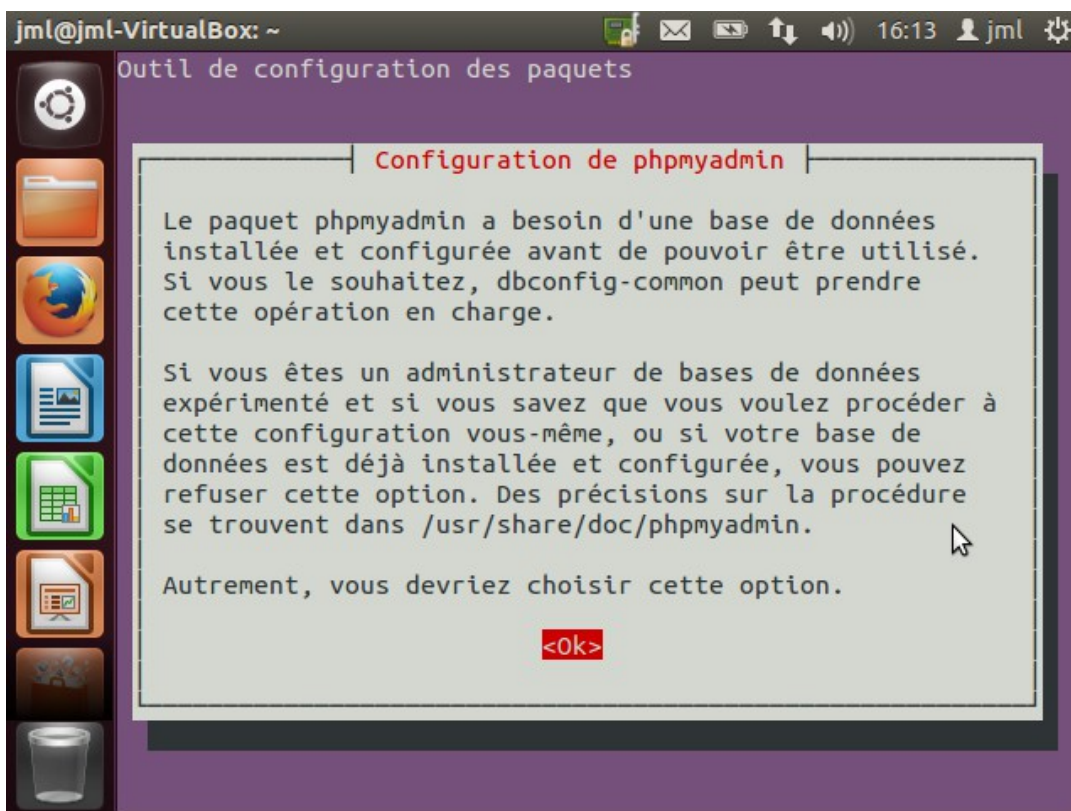 jml@jml-VirtualBox: ~
16:13 jml
Outil de configuration des paquets
Configuration de phpmyadmin
Le paquet phpmyadmin a besoin d'une base de données
installée et configurée avant de pouvoir être utilisé.
Si vous le souhaitez, dbconfig-common peut prendre
cette opération en charge.
Si vous êtes un administrateur de bases de données
expérimenté et si vous savez que vous voulez procéder à
cette configuration vous-même, ou si votre base de
données est déjà installée et configurée, vous pouvez
refuser cette option. Des précisions sur la procédure
se trouvent dans /usr/share/doc/phpmyadmin.
Autrement, vous devriez choisir cette option.
<Ok>